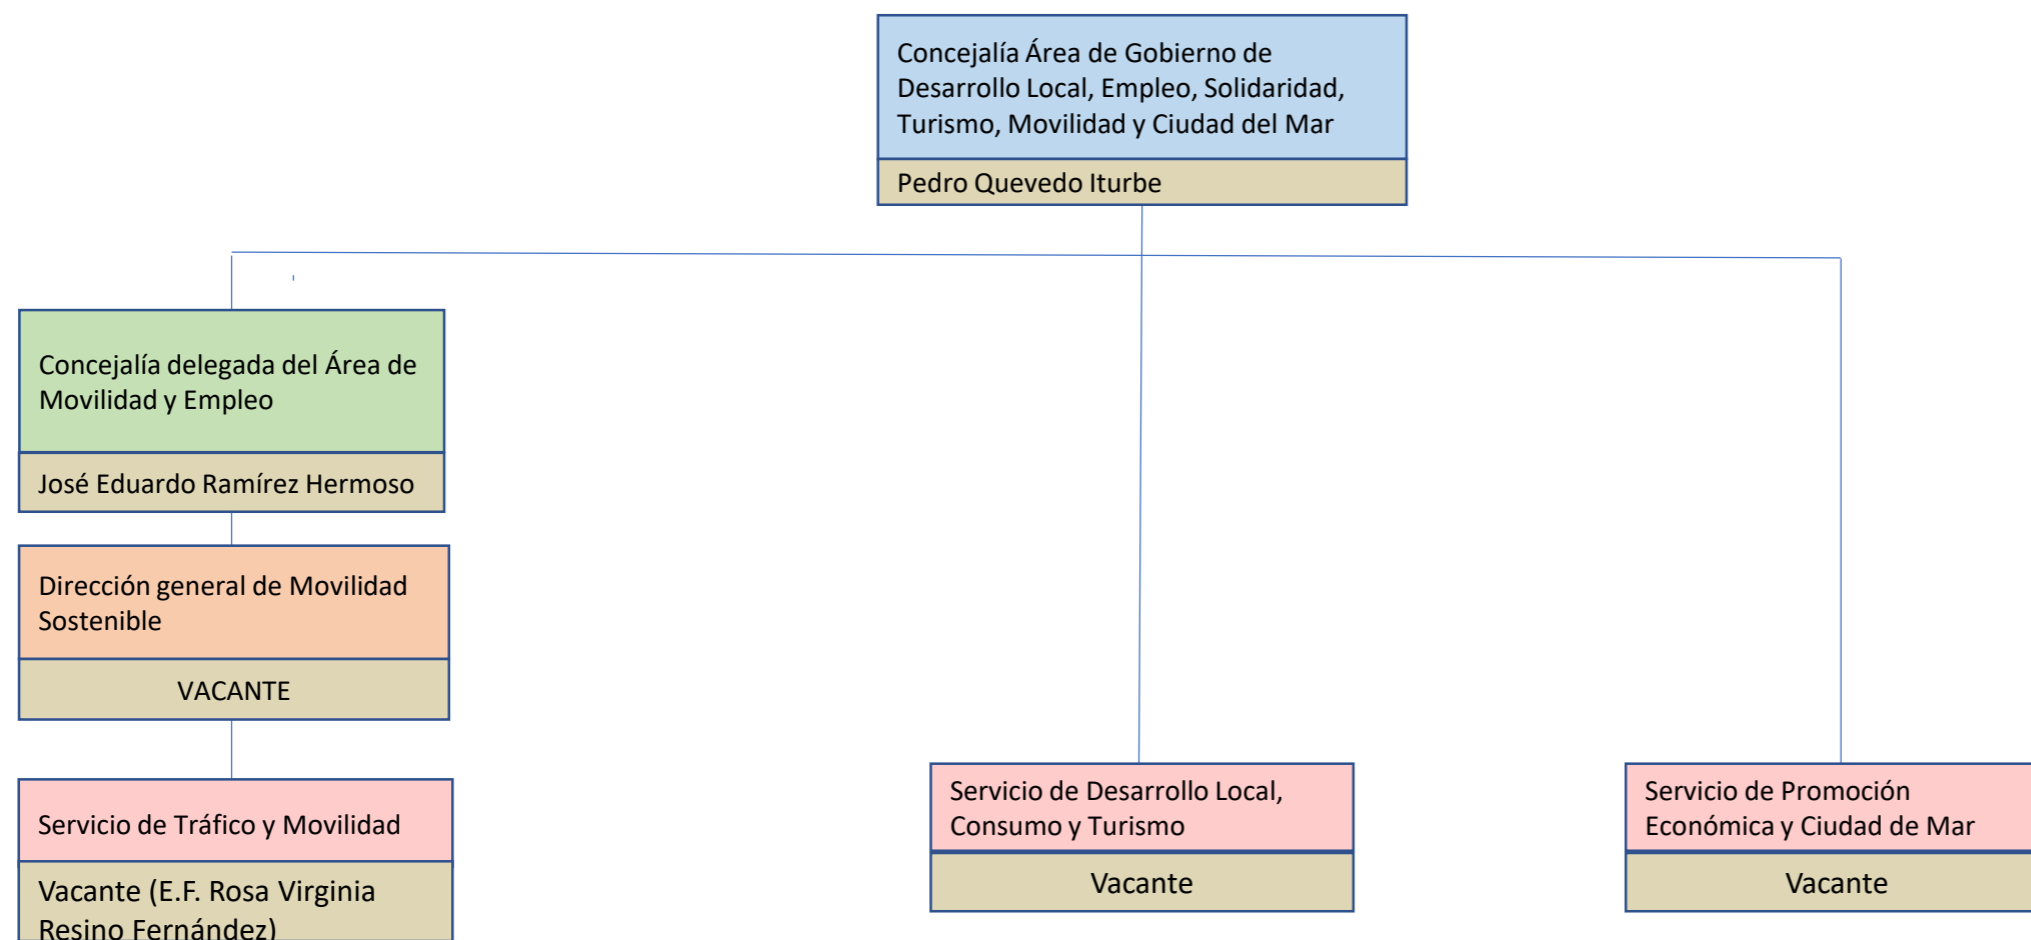 Concejalía Área de Gobierno de
Desarrollo Local, Empleo, Solidaridad,
Turismo, Movilidad y Ciudad del Mar
Pedro Quevedo Iturbe
Concejalía delegada del Área de
Movilidad y Empleo
José Eduardo Ramírez Hermoso
Dirección general de Movilidad
Sostenible
VACANTE
Servicio de Tráfico y Movilidad
Vacante (E.F. Rosa Virginia
Resino Fernández)
Servicio de Desarrollo Local,
Consumo y Turismo
Vacante
Servicio de Promoción
Económica y Ciudad de Mar
Vacante